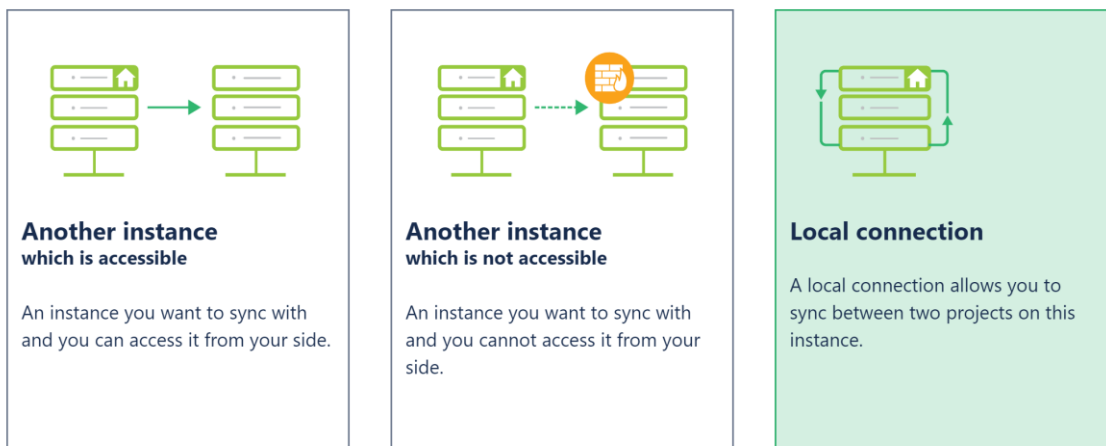 Another instance
which is accessible
An instance you want to sync with
and you can access it from your side.
Another instance
which is not accessible
An instance you want to sync with
and you cannot access it from your
side.
Local connection
A local connection allows you to
sync between two projects on this
instance.